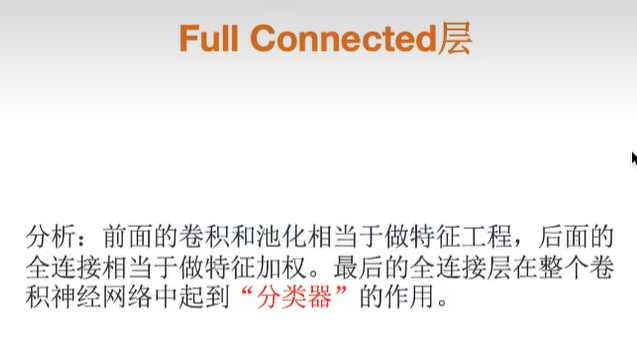 Full Connected层
分析：前面的卷积和池化相当于做特征工程，后面的
全连接相当于做特征加权。最后的全连接层在整个卷
积神经网络中起到“分类器”的作用。